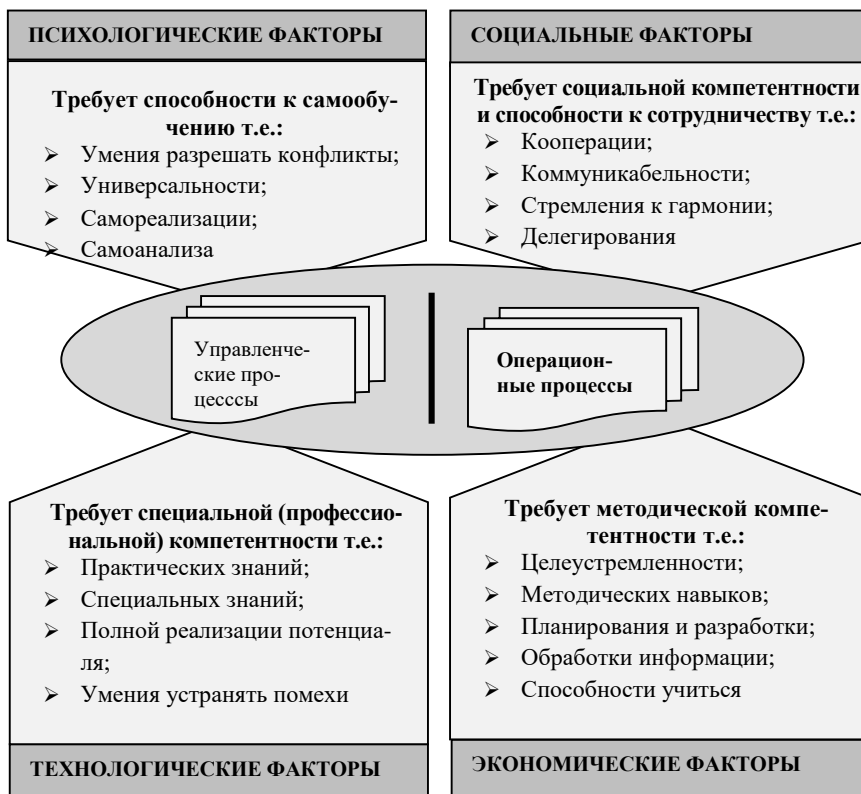 ПСИХОЛОГИЧЕСКИЕ ФАКТОРЫ
Требует способности к самообу-
чению т.е.:
➢ Умения разрешать конфликты;
➢ Универсальности;
➢ Самореализации;
➢ Самоанализа
СОЦИАЛЬНЫЕ ФАКТОРЫ
Требует социальной компетентности
и способности к сотрудничеству т.е.:
➢ Кооперации;
➢ Коммуникабельности;
➢ Стремления к гармонии;
➢ Делегирования
Управленче-
ские про-
цесссы
Операцион-
ные процессы
Требует специальной (профессио-
нальной) компетентности т.е.:
➢ Практических знаний;
➢ Специальных знаний;
➢ Полной реализации потенциа-
ля;
➢ Умения устранять помехи
ТЕХНОЛОГИЧЕСКИЕ ФАКТОРЫ
Требует методической компе-
тентности т.е.:
➢ Целеустремленности;
➢ Методических навыков;
➢ Планирования и разработки;
➢ Обработки информации;
➢ Способности учиться
ЭКОНОМИЧЕСКИЕ ФАКТОРЫ